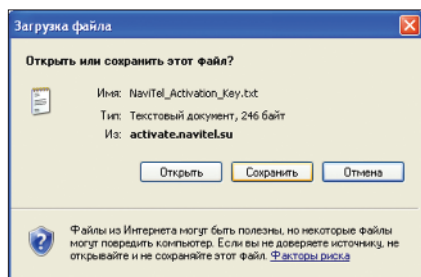 Загрузка файла
Открыть или сохранить этот файл?
Имя: NaviTel_Activation_Key.txt
Тип: Текстовый документ, 246 байт
Из: activate.navitel.su
Открыть Сохранить Отмена
Файлы из Интернета могут быть полезны, но некоторые файлы
могут повредить компьютер. Если вы не доверяете источнику, не
открывайте и не сохраняйте этот файл. Факторы риска